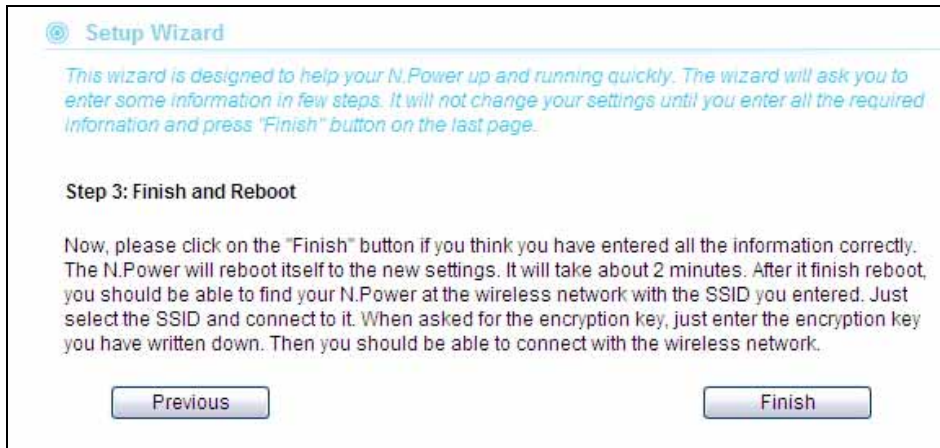 Setup Wizard
This wizard is designed to help your N.Power up and running quickly. The wizard will ask you to
enter some information in few steps. It will not change your settings until you enter all the required
infornation and press "Finish" button on the last page.
Step 3: Finish and Reboot
Now, please click on the "Finish" button if you think you have entered all the information correctly.
The N.Power will reboot itself to the new settings. It will take about 2 minutes. After it finish reboot,
you should be able to find your N.Power at the wireless network with the SSID you entered. Just
select the SSID and connect to it. When asked for the encryption key, just enter the encryption key
you have written down. Then you should be able to connect with the wireless network.
Previous
Finish